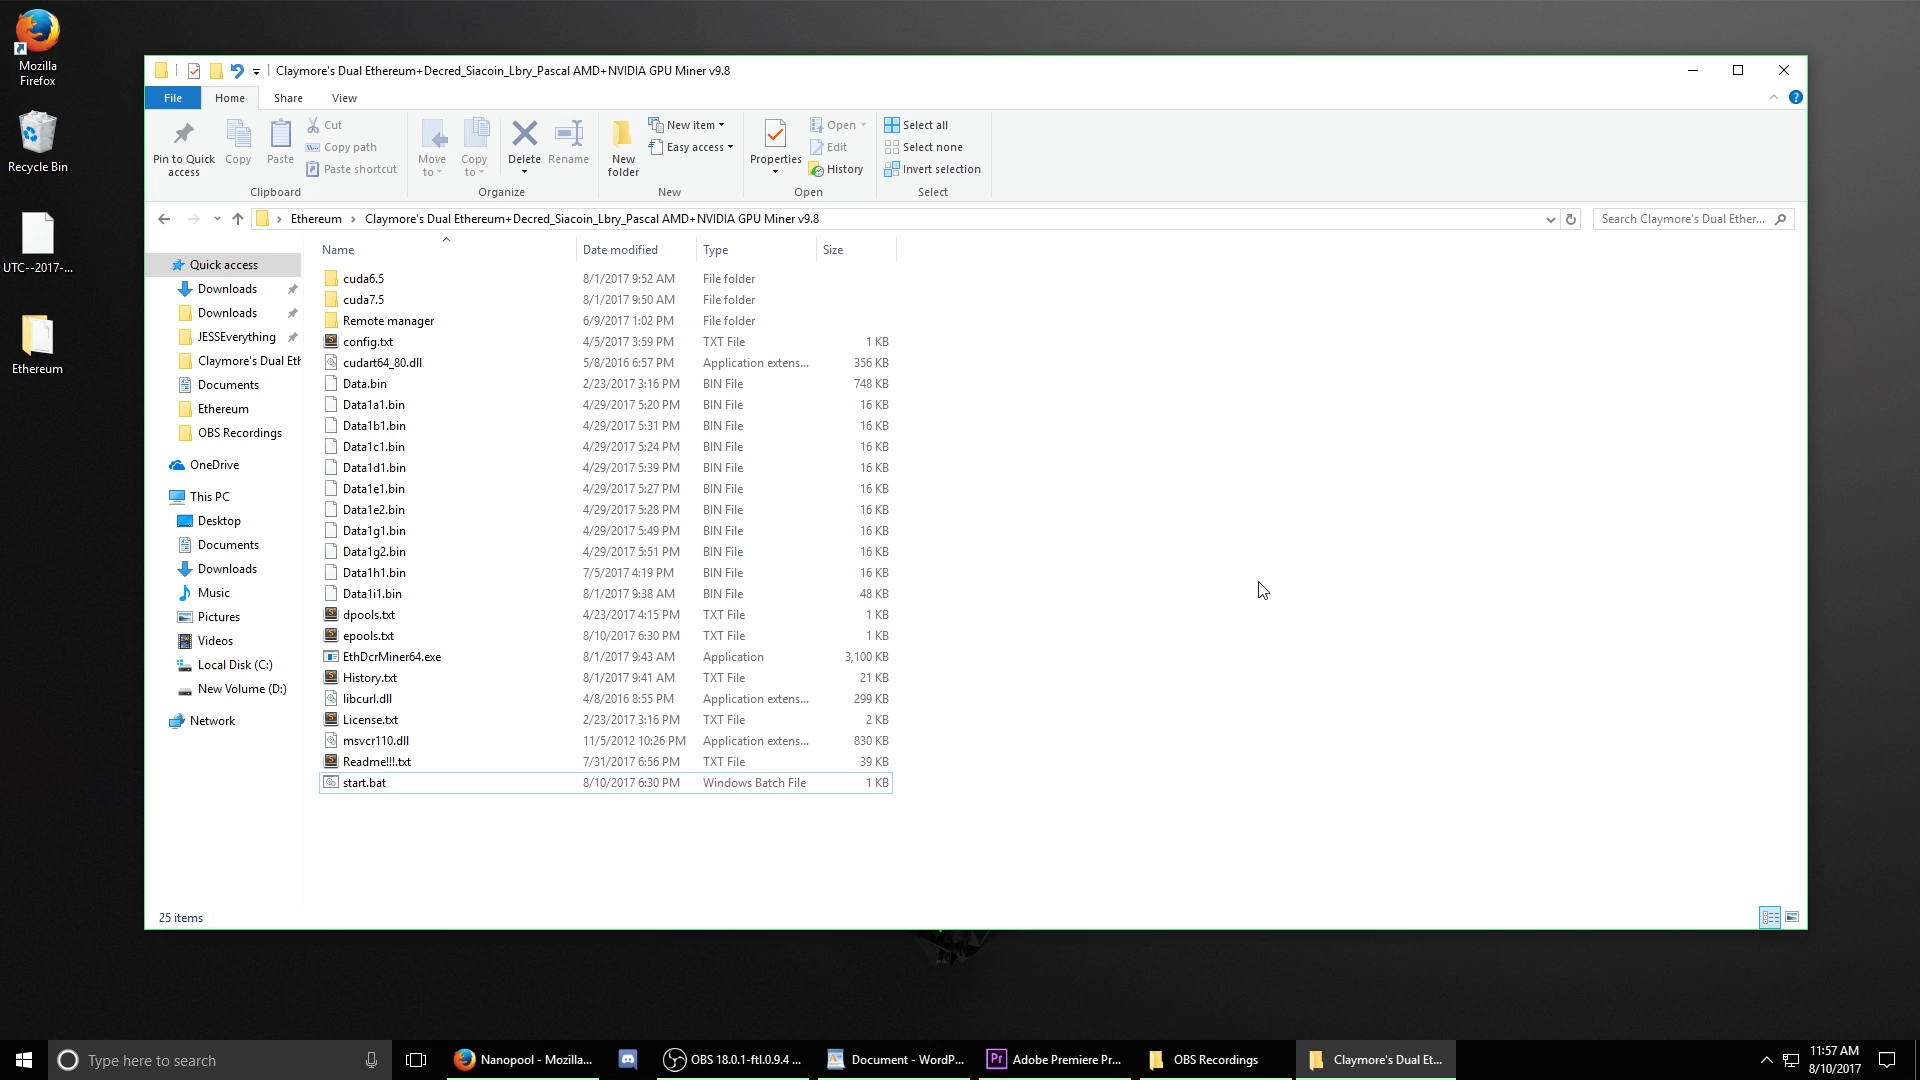 Mozilla
Firefox
Recycle Bin
UTC--2017-...
Ethereum
Claymore's Dual Ethereum+Decred_Siacoin_Lbry_Pascal AMD+NVIDIA GPU Miner v9.8
File Home Share View
Pin to Quick
access
Copy
Paste
Cut
Copy path
Paste shortcut
Clipboard
Move
to
Copy
to
Delete
Rename
Organize
New
folder
New item
Easy access
New
Properties
Open
Edit
History
Open
Select all
Select none
Invert selection
Select
Ethereum > Claymore's Dual Ethereum+Decred_Siacoin_Lbry_Pascal AMD+NVIDIA GPU Miner v9.8
Search Claymore's Dual Ether...
Quick access
Downloads
Downloads
JESSEverything
Claymore's Dual Eth
Documents
Ethereum
OBS Recordings
OneDrive
This PC
Desktop
Documents
Downloads
Music
Pictures
Videos
Local Disk (C:)
New Volume (D:)
Network
Name Date modified Type Size
cuda6.5 8/1/2017 9:52 AM File folder
cuda7.5 8/1/2017 9:50 AM File folder
Remote manager 6/9/2017 1:02 PM File folder
config.txt 4/5/2017 3:59 PM TXT File 1 KB
cudart64_80.dll 5/8/2016 6:57 PM Application extens... 356 KB
Data.bin 2/23/2017 3:16 PM BIN File 748 KB
Data1a1.bin 4/29/2017 5:20 PM BIN File 16 KB
Data1b1.bin 4/29/2017 5:31 PM BIN File 16 KB
Data1c1.bin 4/29/2017 5:24 PM BIN File 16 KB
Data1d1.bin 4/29/2017 5:39 PM BIN File 16 KB
Data1e1.bin 4/29/2017 5:27 PM BIN File 16 KB
Data1e2.bin 4/29/2017 5:28 PM BIN File 16 KB
Data1g1.bin 4/29/2017 5:49 PM BIN File 16 KB
Data1g2.bin 4/29/2017 5:51 PM BIN File 16 KB
Data1h1.bin 7/5/2017 4:19 PM BIN File 16 KB
Data1i1.bin 8/1/2017 9:38 AM BIN File 48 KB
dpools.txt 4/23/2017 4:15 PM TXT File 1 KB
epools.txt 8/10/2017 6:30 PM TXT File 1 KB
EthDcrMiner64.exe 8/1/2017 9:43 AM Application 3,100 KB
History.txt 8/1/2017 9:41 AM TXT File 21 KB
libcurl.dll 4/8/2016 8:55 PM Application extens... 299 KB
License.txt 2/23/2017 3:16 PM TXT File 2 KB
msvcr110.dll 11/5/2012 10:26 PM Application extens... 830 KB
Readme!!!.txt 7/31/2017 6:56 PM TXT File 39 KB
start.bat 8/10/2017 6:30 PM Windows Batch File 1 KB
25 items
Type here to search
Nanopool - Mozilla...
OBS 18.0.1-ftl.0.9.4 ...
Document - WordP...
Pr Adobe Premiere Pr...
OBS Recordings
Claymore's Dual Et...
11:57 AM
8/10/2017